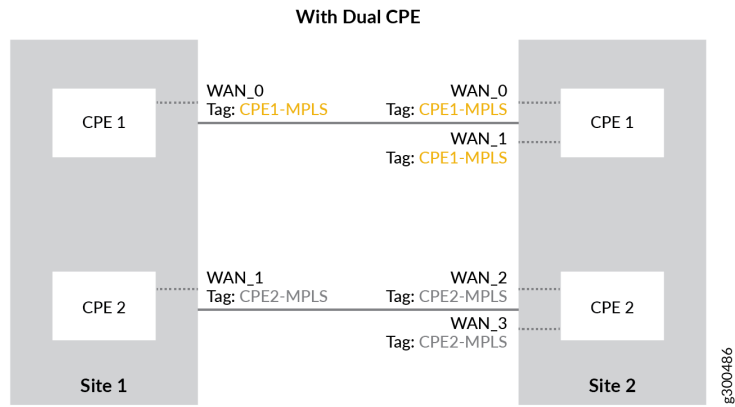 With Dual CPE
CPE 1
WAN_0
Tag: CPE1-MPLS
WAN_0
Tag: CPE1-MPLS
WAN_1
Tag: CPE1-MPLS
CPE 1
CPE 2
WAN_1
Tag: CPE2-MPLS
WAN_2
Tag: CPE2-MPLS
WAN_3
Tag: CPE2-MPLS
CPE 2
Site 1
Site 2
g300486